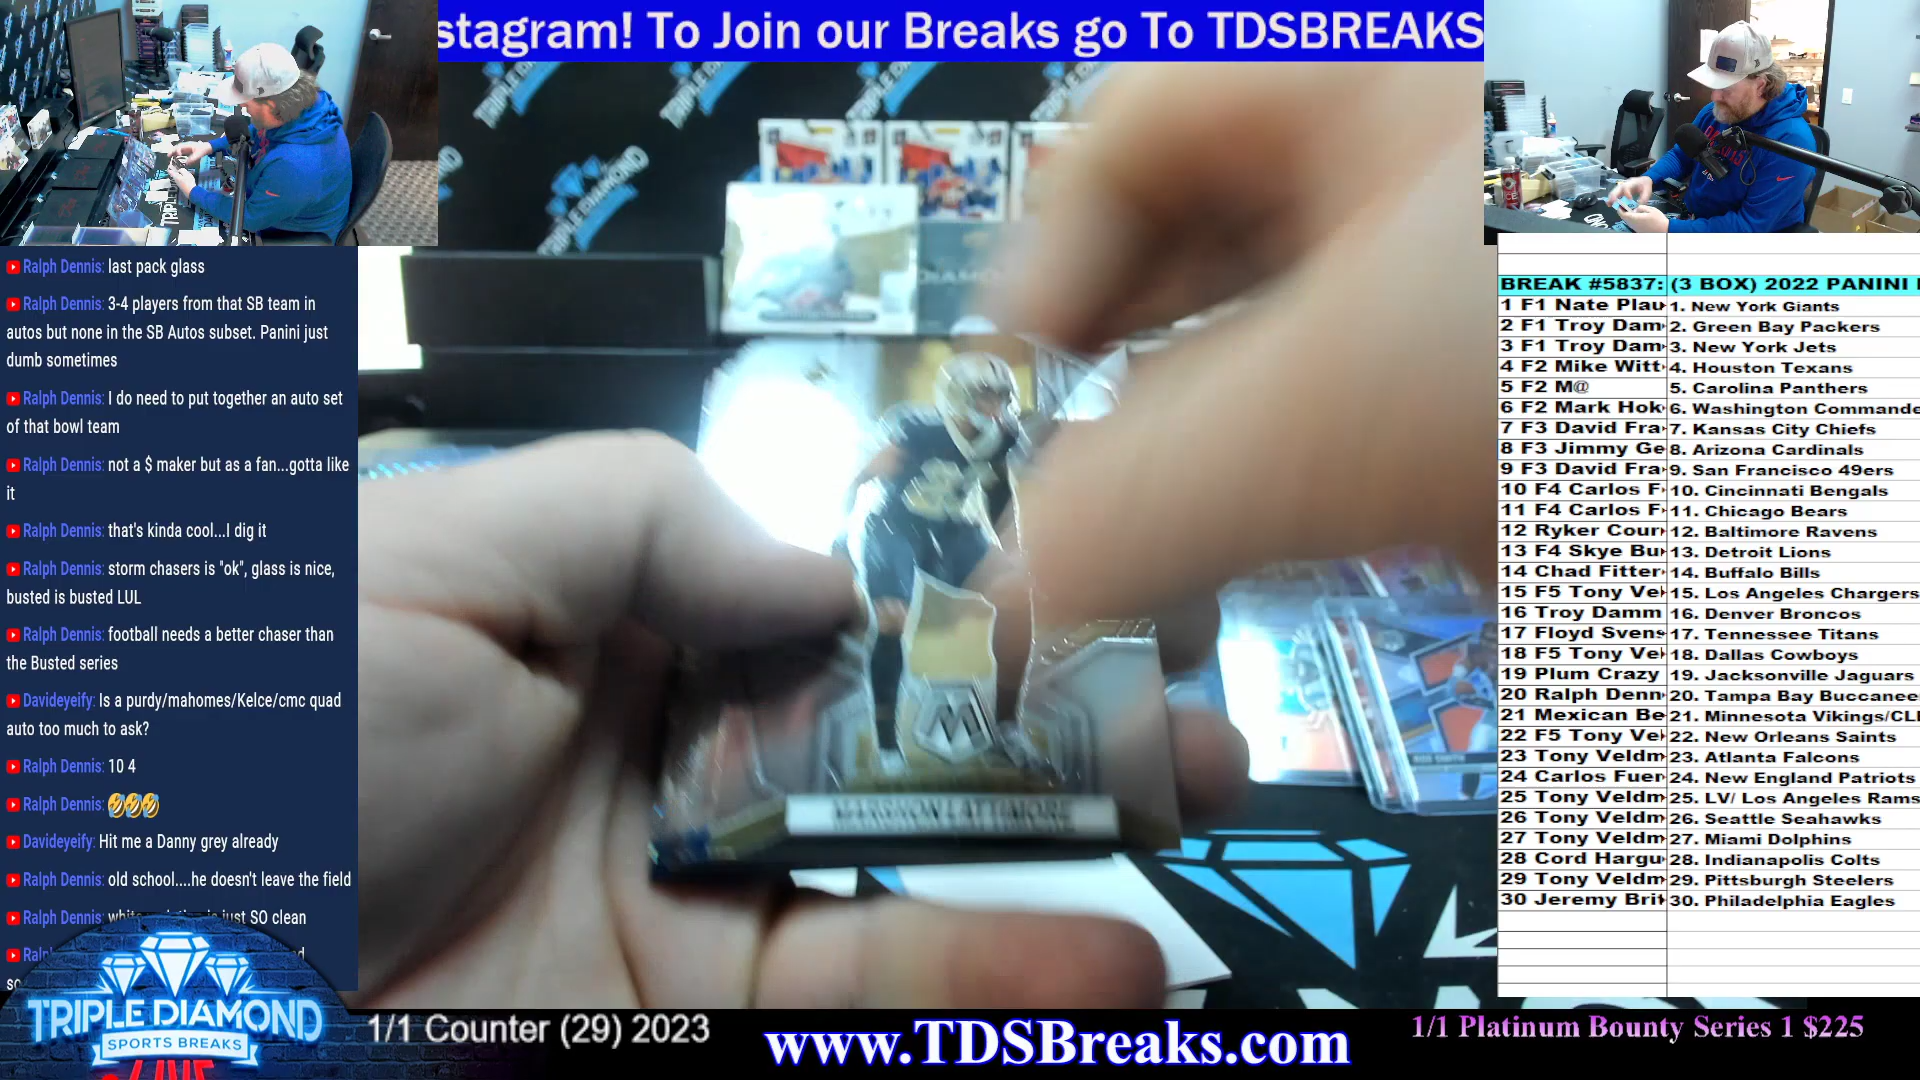 stagram! To Join our Breaks go To TDSBREAKS
Ralph Dennis: last pack glass
Ralph Dennis: 3-4 players from that SB team in
autos but none in the SB Autos subset. Panini just
dumb sometimes
Ralph Dennis: I do need to put together an auto set
of that bowl team
Ralph Dennis: not a $ maker but as a fan...gotta like
it
Ralph Dennis: that's kinda cool...I dig it
Ralph Dennis: storm chasers is "ok", glass is nice,
busted is busted LUL
Ralph Dennis: football needs a better chaser than
the Busted series
Davideyeify: Is a purdy/mahomes/Kelce/cmc quad
auto too much to ask?
Ralph Dennis: 10 4
Ralph Dennis: 🤣🤣🤣
Davideyeify: Hit me a Danny grey already
Ralph Dennis: old school....he doesn't leave the field
Ralph Dennis: just SO clean
TRIPLE DIAMOND
SPORTS BREAKS
LIVE
TRIPLE DIAMOND
M
MARSHON LATTIMORE
BREAK #5837: (3 BOX) 2022 PANINI
1 F1 Nate Plau 1. New York Giants
2 F1 Troy Dam 2. Green Bay Packers
3 F1 Troy Dam 3. New York Jets
4 F2 Mike Witt 4. Houston Texans
5 F2 M@ 5. Carolina Panthers
6 F2 Mark Hok 6. Washington Commande
7 F3 David Fra 7. Kansas City Chiefs
8 F3 Jimmy Ge 8. Arizona Cardinals
9 F3 David Fra 9. San Francisco 49ers
10 F4 Carlos F 10. Cincinnati Bengals
11 F4 Carlos F 11. Chicago Bears
12 Ryker Cour 12. Baltimore Ravens
13 F4 Skye Bu 13. Detroit Lions
14 Chad Fitter 14. Buffalo Bills
15 F5 Tony Vel 15. Los Angeles Chargers
16 Troy Damm 16. Denver Broncos
17 Floyd Svens 17. Tennessee Titans
18 F5 Tony Vel 18. Dallas Cowboys
19 Plum Crazy 19. Jacksonville Jaguars
20 Ralph Denn 20. Tampa Bay Buccanee
21 Mexican Be 21. Minnesota Vikings/CLE
22 F5 Tony Vel 22. New Orleans Saints
23 Tony Veldm 23. Atlanta Falcons
24 Carlos Fuer 24. New England Patriots
25 Tony Veldm 25. LV/ Los Angeles Rams
26 Tony Veldm 26. Seattle Seahawks
27 Tony Veldm 27. Miami Dolphins
28 Cord Hargu 28. Indianapolis Colts
29 Tony Veldm 29. Pittsburgh Steelers
30 Jeremy Brit 30. Philadelphia Eagles
1/1 Counter (29) 2023
www.TDSBreaks.com
1/1 Platinum Bounty Series 1 $225